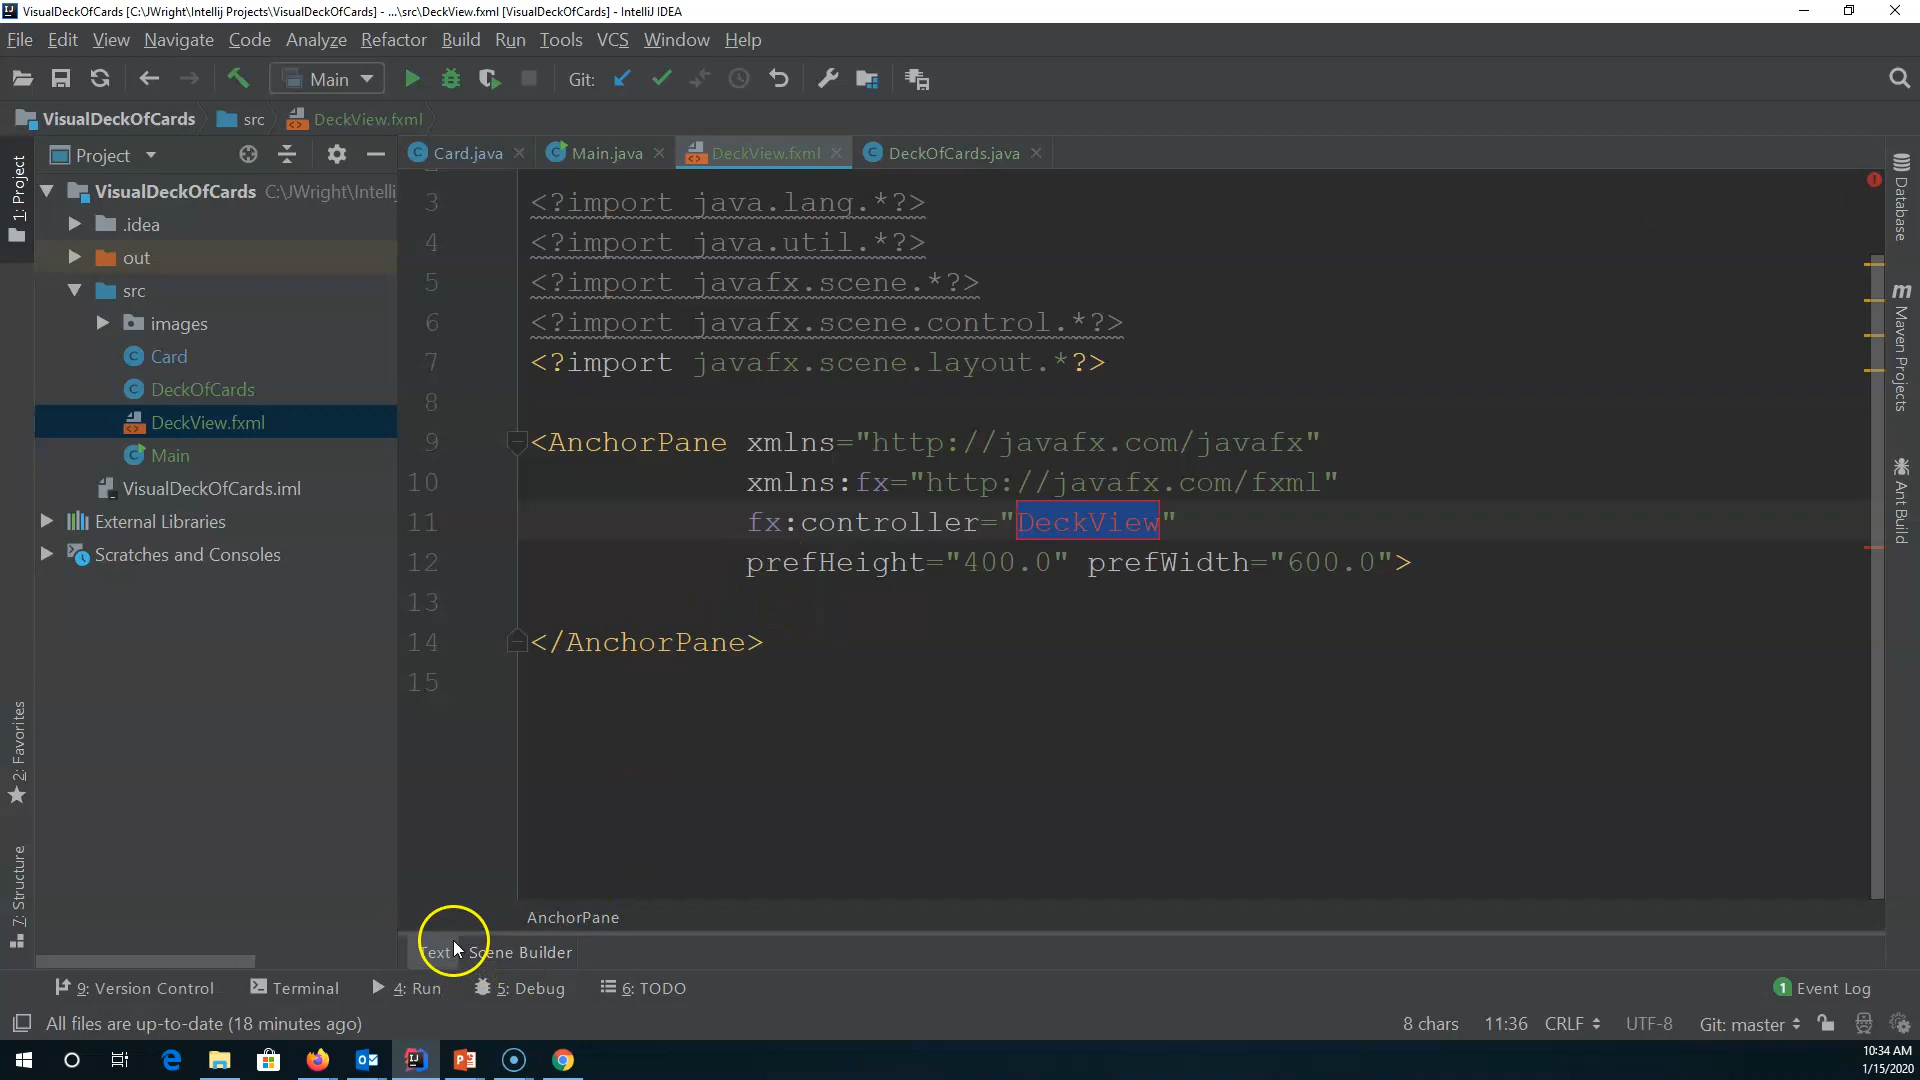 VisualDeckOfCards [C:\JWright\Intellij Projects\VisualDeckOfCards] - ...\src\DeckView.fxml [VisualDeckOfCards] - IntelliJ IDEA
File Edit View Navigate Code Analyze Refactor Build Run Tools VCS Window Help
Main Git:
VisualDeckOfCards src DeckView.fxml
Project
Card.java Main.java DeckView.fxml DeckOfCards.java
1: Project
VisualDeckOfCards C:\JWright\Intellij
.idea
out
src
images
Card
DeckOfCards
DeckView.fxml
Main
VisualDeckOfCards.iml
External Libraries
Scratches and Consoles
2: Favorites
7: Structure
3 <?import java.lang.*?>
4 <?import java.util.*?>
5 <?import javafx.scene.*?>
6 <?import javafx.scene.control.*?>
7 <?import javafx.scene.layout.*?>
8
9 <AnchorPane xmlns="http://javafx.com/javafx"
10 xmlns:fx="http://javafx.com/fxml"
11 fx:controller="DeckView"
12 prefHeight="400.0" prefWidth="600.0">
13
14 </AnchorPane>
15
Database
m Maven Projects
Ant Build
AnchorPane
Text Scene Builder
9: Version Control Terminal 4: Run 5: Debug 6: TODO 1 Event Log
All files are up-to-date (18 minutes ago) 8 chars 11:36 CRLF UTF-8 Git: master
10:34 AM
1/15/2020